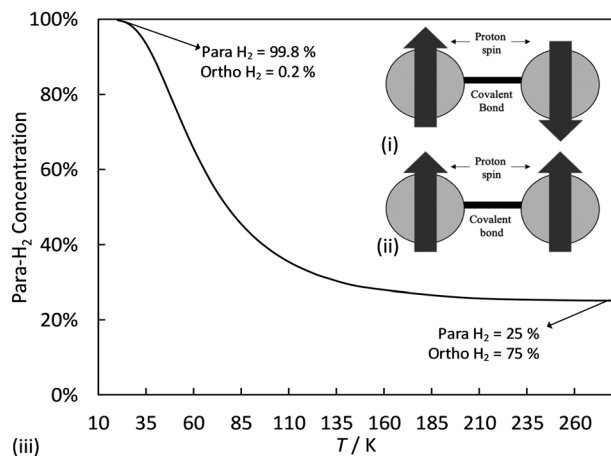 100%
80%
60%
40%
20%
0%
Para-H₂ Concentration
Para H₂ = 99.8 %
Ortho H₂ = 0.2 %
Proton
spin
Covalent
Bond
(i)
Proton
spin
Covalent
bond
(ii)
Para H₂ = 25 %
Ortho H₂ = 75 %
10 35 60 85 110 135 160 185 210 235 260
(iii)
T / K